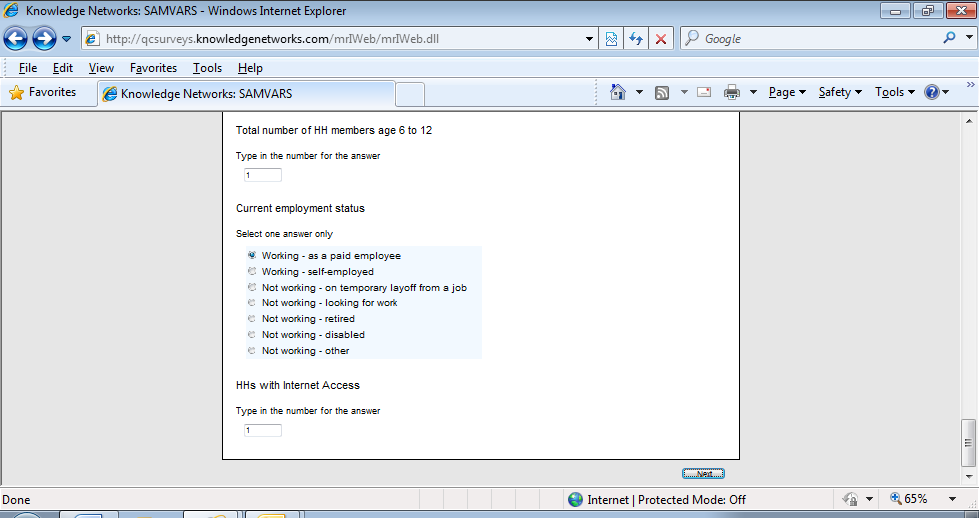 Knowledge Networks: SAMVARS - Windows Internet Explorer
http://qcsurveys.knowledgenetworks.com/mrIWeb/mrIWeb.dll
Google
File Edit View Favorites Tools Help
Favorites
Knowledge Networks: SAMVARS
Page Safety Tools
Total number of HH members age 6 to 12
Type in the number for the answer
1
Current employment status
Select one answer only
Working - as a paid employee
Working - self-employed
Not working - on temporary layoff from a job
Not working - looking for work
Not working - retired
Not working - disabled
Not working - other
HHs with Internet Access
Type in the number for the answer
1
Next
Done
Internet | Protected Mode: Off
65%